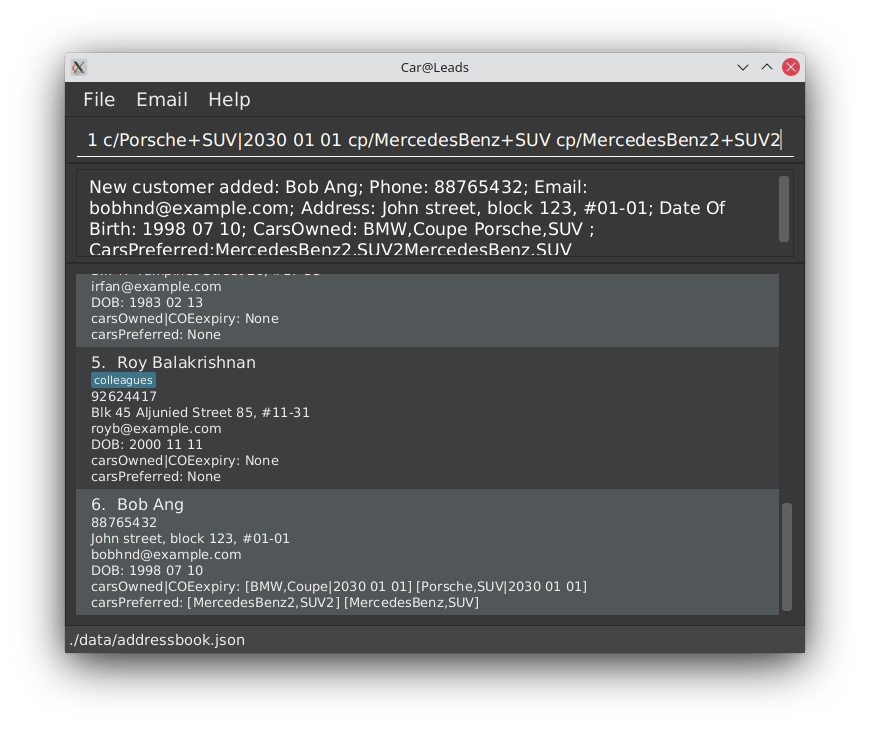 Car@Leads
File Email Help
1 c/Porsche+SUV|2030 01 01 cp/MercedesBenz+SUV cp/MercedesBenz2+SUV2
New customer added: Bob Ang; Phone: 88765432; Email:
bobhnd@example.com; Address: John street, block 123, #01-01; Date Of
Birth: 1998 07 10; CarsOwned: BMW,Coupe Porsche,SUV ;
CarsPreferred:MercedesBenz2,SUV2MercedesBenz,SUV
irfan@example.com
DOB: 1983 02 13
carsOwned|COEexpiry: None
carsPreferred: None
5. Roy Balakrishnan
colleagues
92624417
Blk 45 Aljunied Street 85, #11-31
royb@example.com
DOB: 2000 11 11
carsOwned|COEexpiry: None
carsPreferred: None
6. Bob Ang
88765432
John street, block 123, #01-01
bobhnd@example.com
DOB: 1998 07 10
carsOwned|COEexpiry: [BMW,Coupe|2030 01 01] [Porsche,SUV|2030 01 01]
carsPreferred: [MercedesBenz2,SUV2] [MercedesBenz,SUV]
./data/addressbook.json